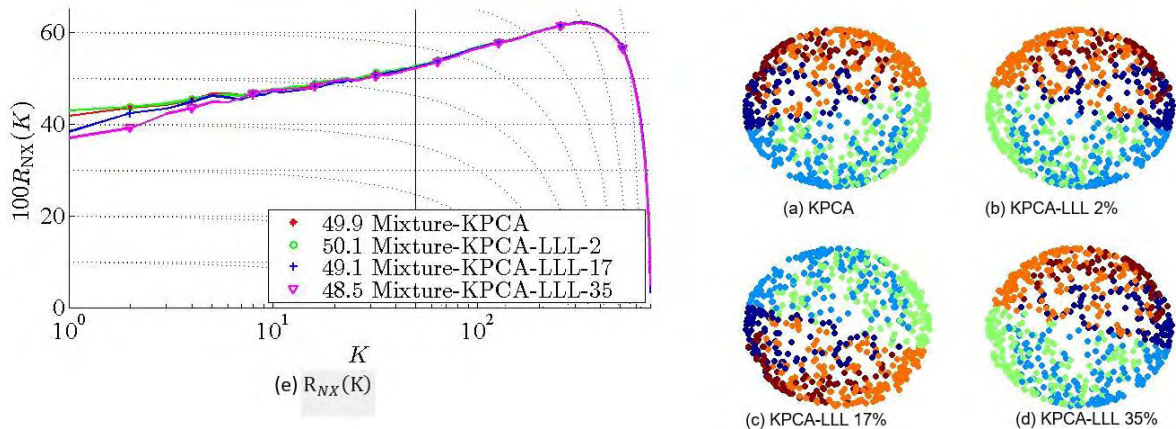 60
40
20
0
100R_NX(K)
49.9 Mixture-KPCA
50.1 Mixture-KPCA-LLL-2
49.1 Mixture-KPCA-LLL-17
48.5 Mixture-KPCA-LLL-35
10^0 10^1 10^2
K
(e) R_NX(K)
(a) KPCA
(b) KPCA-LLL 2%
(c) KPCA-LLL 17%
(d) KPCA-LLL 35%